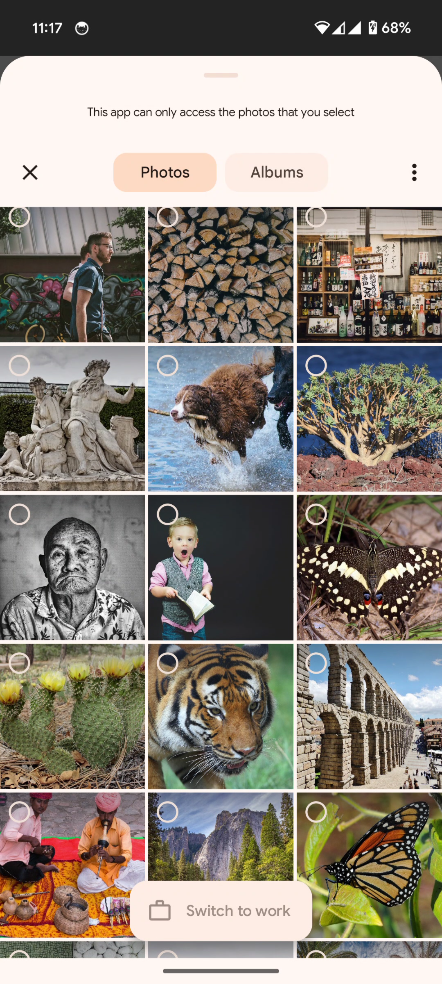 11:17
68%
This app can only access the photos that you select
Photos
Albums
Switch to work